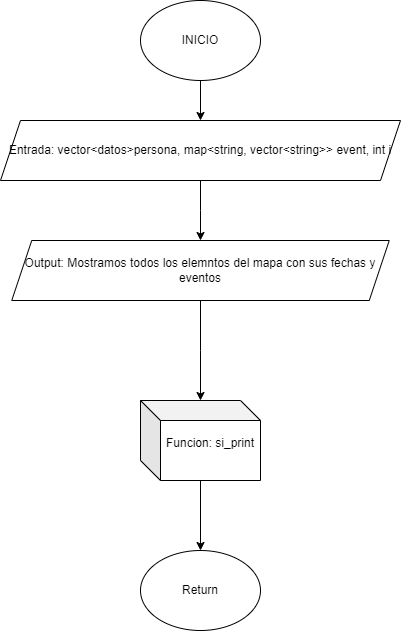 INICIO
Entrada: vector<datos>persona, map<string, vector<string>> event, int i
Output: Mostramos todos los elemntos del mapa con sus fechas y
eventos
Funcion: si_print
Return